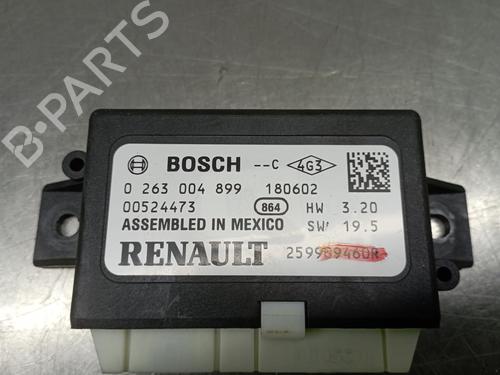 BOSCH --C 4G3
0 263 004 899 180602
00524473 864 HW 3.20
ASSEMBLED IN MEXICO SW 19.5
RENAULT 259989460R
B-PARTS